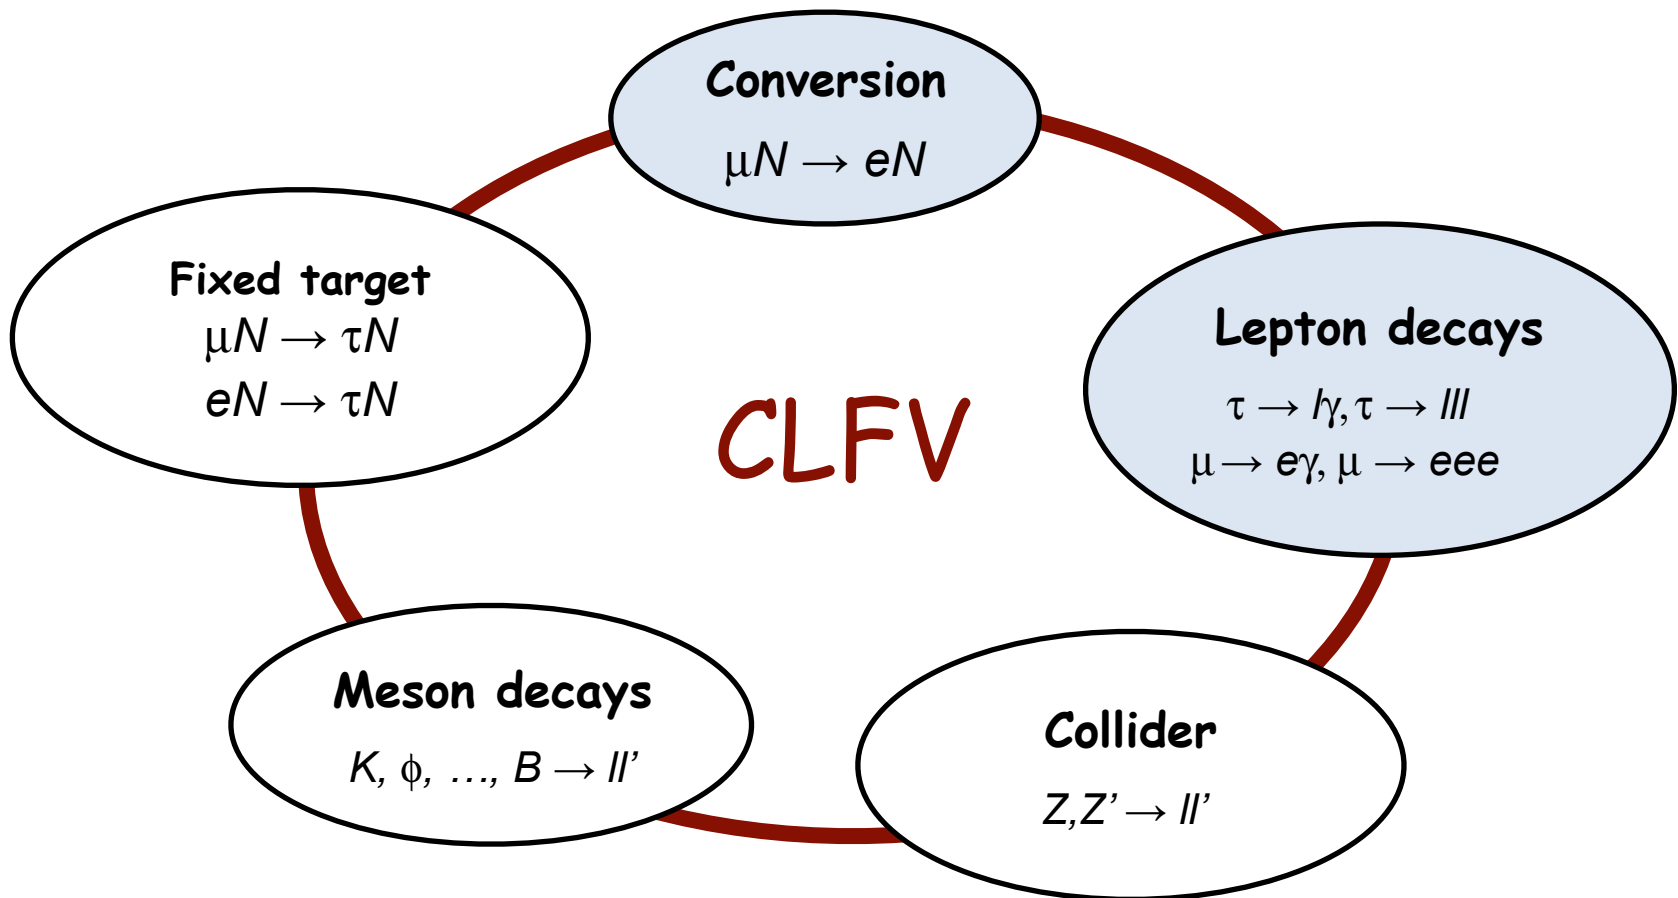 Conversion
μN → eN
Fixed target
μN → τN
eN → τN
Lepton decays
τ → lγ, τ → lll
μ → eγ, μ → eee
CLFV
Meson decays
K, ϕ, …, B → ll’
Collider
Z,Z’ → ll’